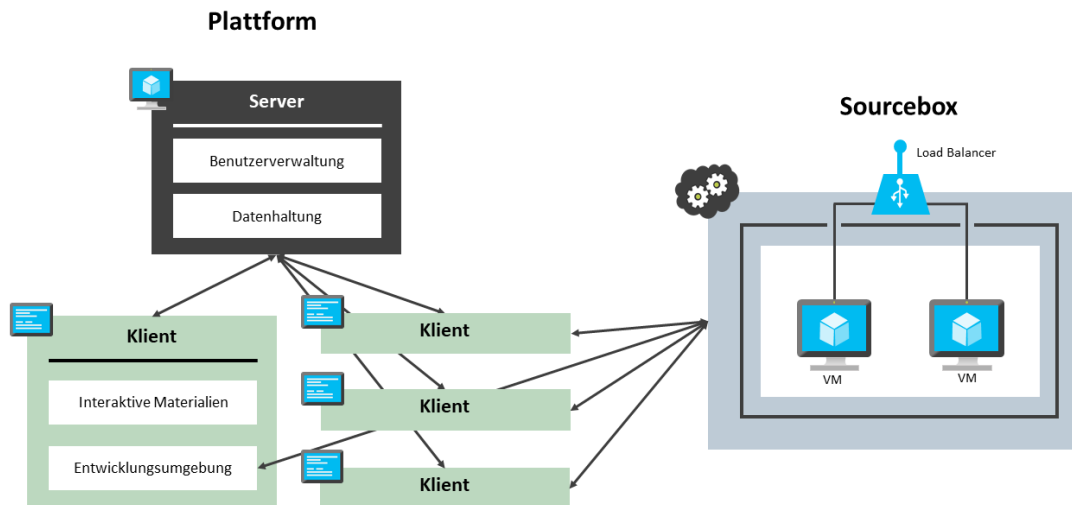 Plattform
Server
Benutzerverwaltung
Datenhaltung
Klient
Interaktive Materialien
Entwicklungsumgebung
Klient
Klient
Klient
Sourcebox
Load Balancer
VM
VM